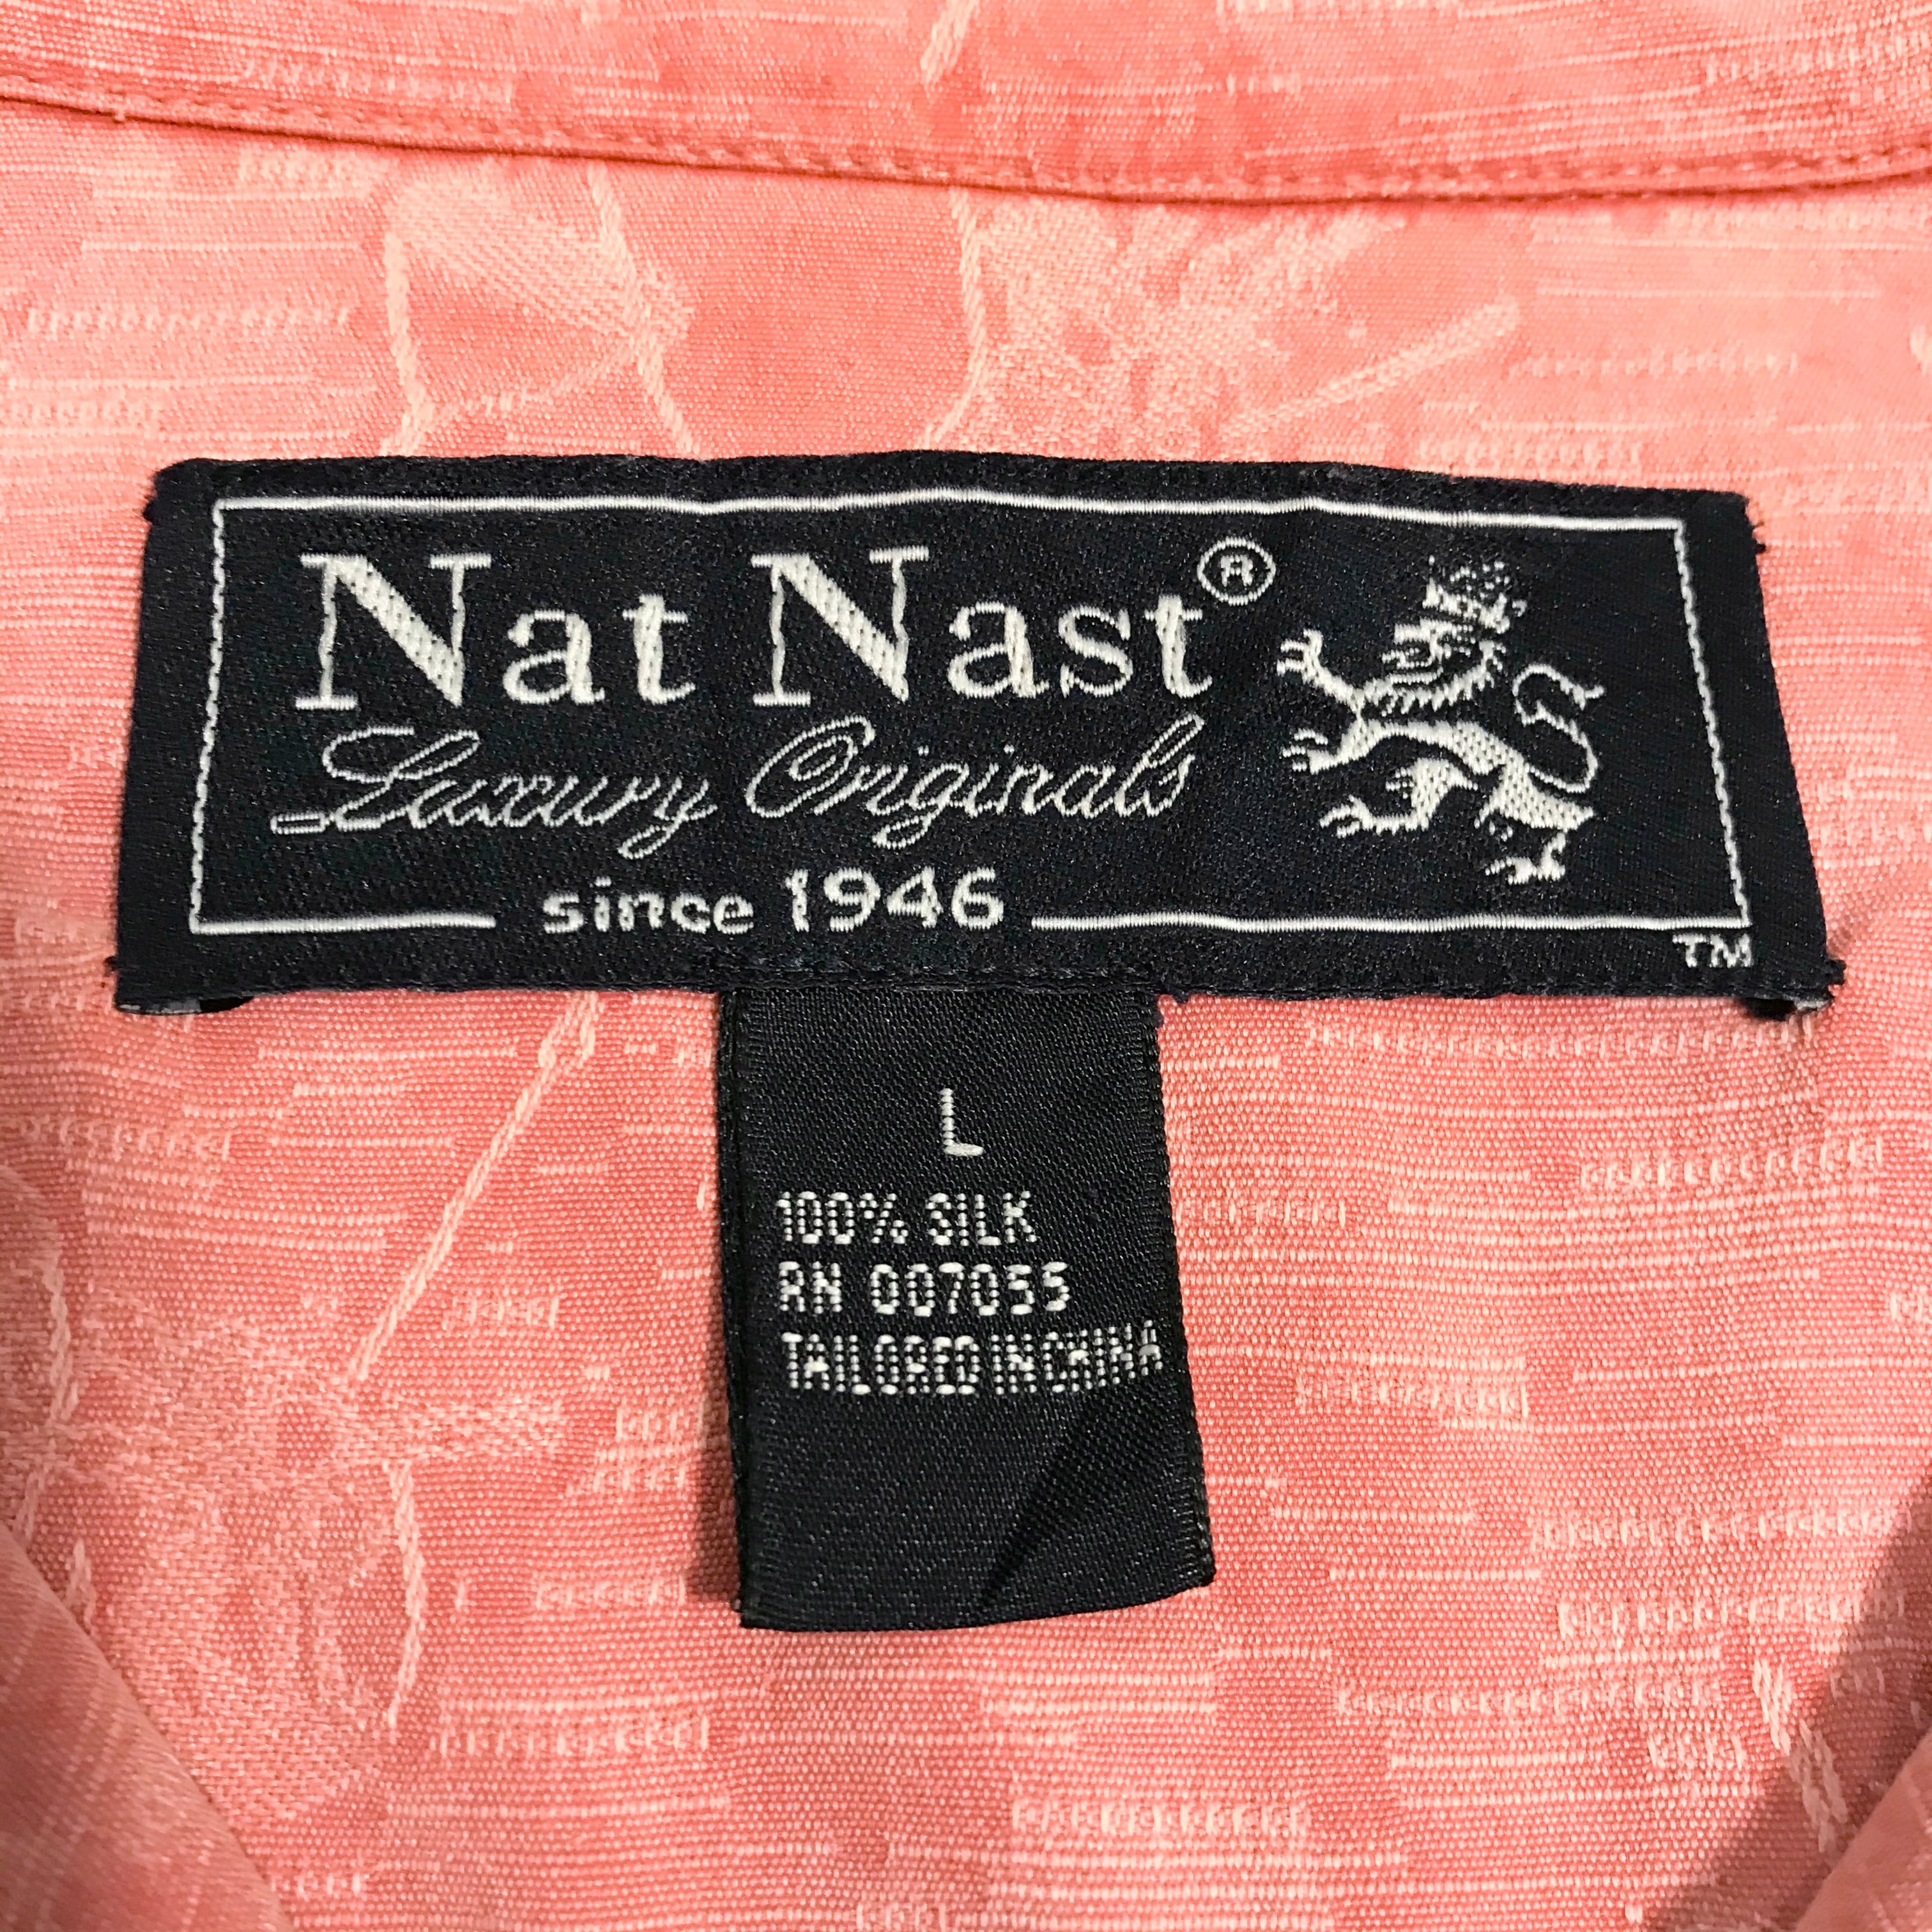 Nat Nast®
Luxury Originals
since 1946
TM
L
100% SILK
RN 007055
TAILORED IN CHINA